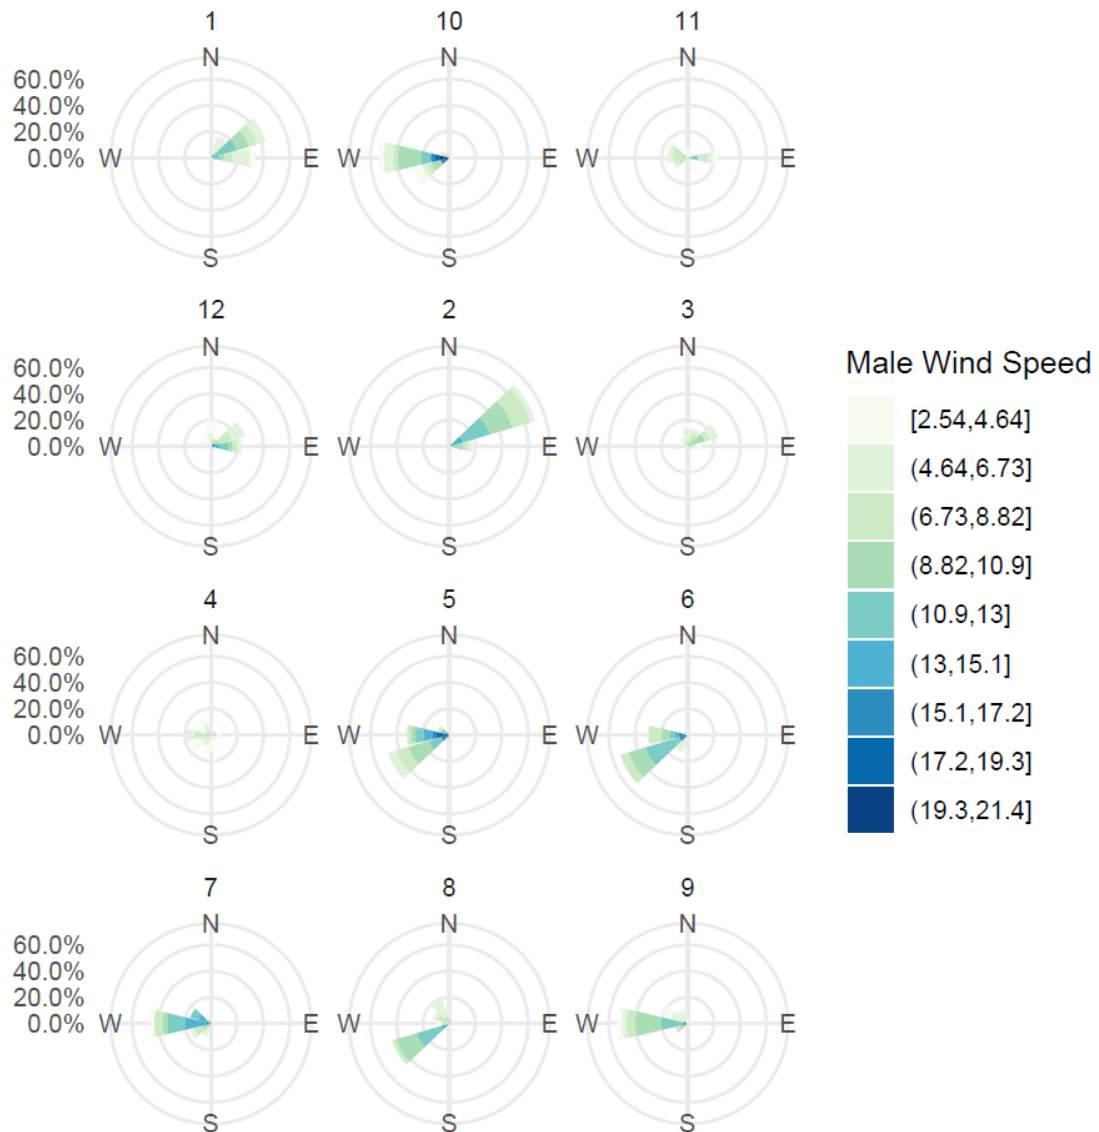 1 10 11
N N N
60.0%
40.0%
20.0%
0.0% W E W E W E
S S S
12 2 3
N N N
60.0%
40.0%
20.0%
0.0% W E W E W E
S S S
4 5 6
N N N
60.0%
40.0%
20.0%
0.0% W E W E W E
S S S
7 8 9
N N N
60.0%
40.0%
20.0%
0.0% W E W E W E
S S S
Male Wind Speed
[2.54,4.64]
(4.64,6.73]
(6.73,8.82]
(8.82,10.9]
(10.9,13]
(13,15.1]
(15.1,17.2]
(17.2,19.3]
(19.3,21.4]